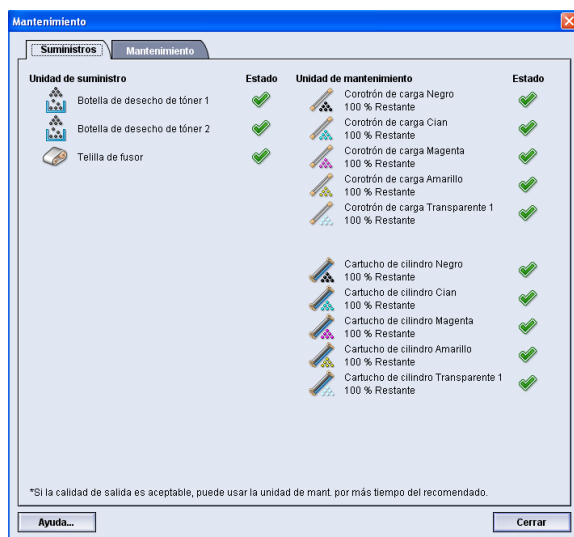 Mantenimiento
Suministros
Mantenimiento
Unidad de suministro
Estado
Botella de desecho de tóner 1
Botella de desecho de tóner 2
Telilla de fusor
Unidad de mantenimiento
Estado
Corotrón de carga Negro
100 % Restante
Corotrón de carga Cian
100 % Restante
Corotrón de carga Magenta
100 % Restante
Corotrón de carga Amarillo
100 % Restante
Corotrón de carga Transparente 1
100 % Restante
Cartucho de cilindro Negro
100 % Restante
Cartucho de cilindro Cian
100 % Restante
Cartucho de cilindro Magenta
100 % Restante
Cartucho de cilindro Amarillo
100 % Restante
Cartucho de cilindro Transparente 1
100 % Restante
*Si la calidad de salida es aceptable, puede usar la unidad de mant. por más tiempo del recomendado.
Ayuda...
Cerrar